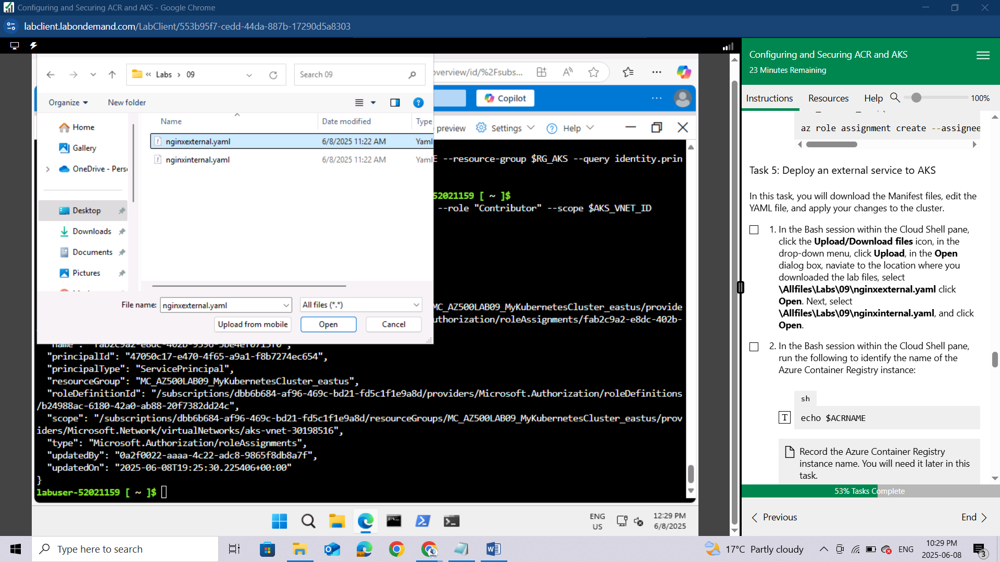 Configuring and Securing ACR and AKS - Google Chrome
labclient.labondemand.com/LabClient/553b95f7-cedd-44da-887b-17290d5a8303
« Labs › 09
Search 09
Organize
New folder
Name
Date modified
Type
Home
Gallery
OneDrive - Pers
Desktop
Downloads
Documents
Pictures
nginxexternal.yaml
6/8/2025 11:22 AM
Yaml
nginxinternal.yaml
6/8/2025 11:22 AM
File name:
nginxexternal.yaml
All files (*.*)
Upload from mobile
Open
Cancel
overview/id/%2Fsubs...
Copilot
preview
Settings
Help
E --resource-group $RG_AKS --query identity.prin
52021159 [ ~ ]$
--role "Contributor" --scope $AKS_VNET_ID
MC_AZ500LAB09_MyKubernetesCluster_eastus/provide
uthorization/roleAssignments/fab2c9a2-e8dc-402b-
"principalId": "47050c17-e470-4f65-a9a1-f8b7274ec654",
"principalType": "ServicePrincipal",
"resourceGroup": "MC_AZ500LAB09_MyKubernetesCluster_eastus",
"roleDefinitionId": "/subscriptions/dbb6b684-af96-469c-bd21-fd5c1f1e9a8d/providers/Microsoft.Authorization/roleDefinitions
/b24988ac-6180-42a0-ab88-20f7382dd24c",
"scope": "/subscriptions/dbb6b684-af96-469c-bd21-fd5c1f1e9a8d/resourceGroups/MC_AZ500LAB09_MyKubernetesCluster_eastus/prov
iders/Microsoft.Network/virtualNetworks/aks-vnet-30198516",
"type": "Microsoft.Authorization/roleAssignments",
"updatedBy": "0a2f0022-aaaa-4c22-adc8-9865f8db8a7f",
"updatedOn": "2025-06-08T19:25:30.225406+00:00"
}
labuser-52021159 [ ~ ]$
ENG
US
12:29 PM
6/8/2025
Configuring and Securing ACR and AKS
23 Minutes Remaining
Instructions
Resources
Help
100%
az role assignment create --assignee
Task 5: Deploy an external service to AKS
In this task, you will download the Manifest files, edit the
YAML file, and apply your changes to the cluster.
1. In the Bash session within the Cloud Shell pane,
click the Upload/Download files icon, in the
drop-down menu, click Upload, in the Open
dialog box, naviate to the location where you
downloaded the lab files, select
\Allfiles\Labs\09\nginxexternal.yaml click
Open. Next, select
\Allfiles\Labs\09\nginxinternal.yaml, and click
Open.
2. In the Bash session within the Cloud Shell pane,
run the following to identify the name of the
Azure Container Registry instance:
sh
T
echo $ACRNAME
Record the Azure Container Registry
instance name. You will need it later in this
task.
53% Tasks Complete
Previous
End
Type here to search
17°C Partly cloudy
ENG
10:29 PM
2025-06-08
3